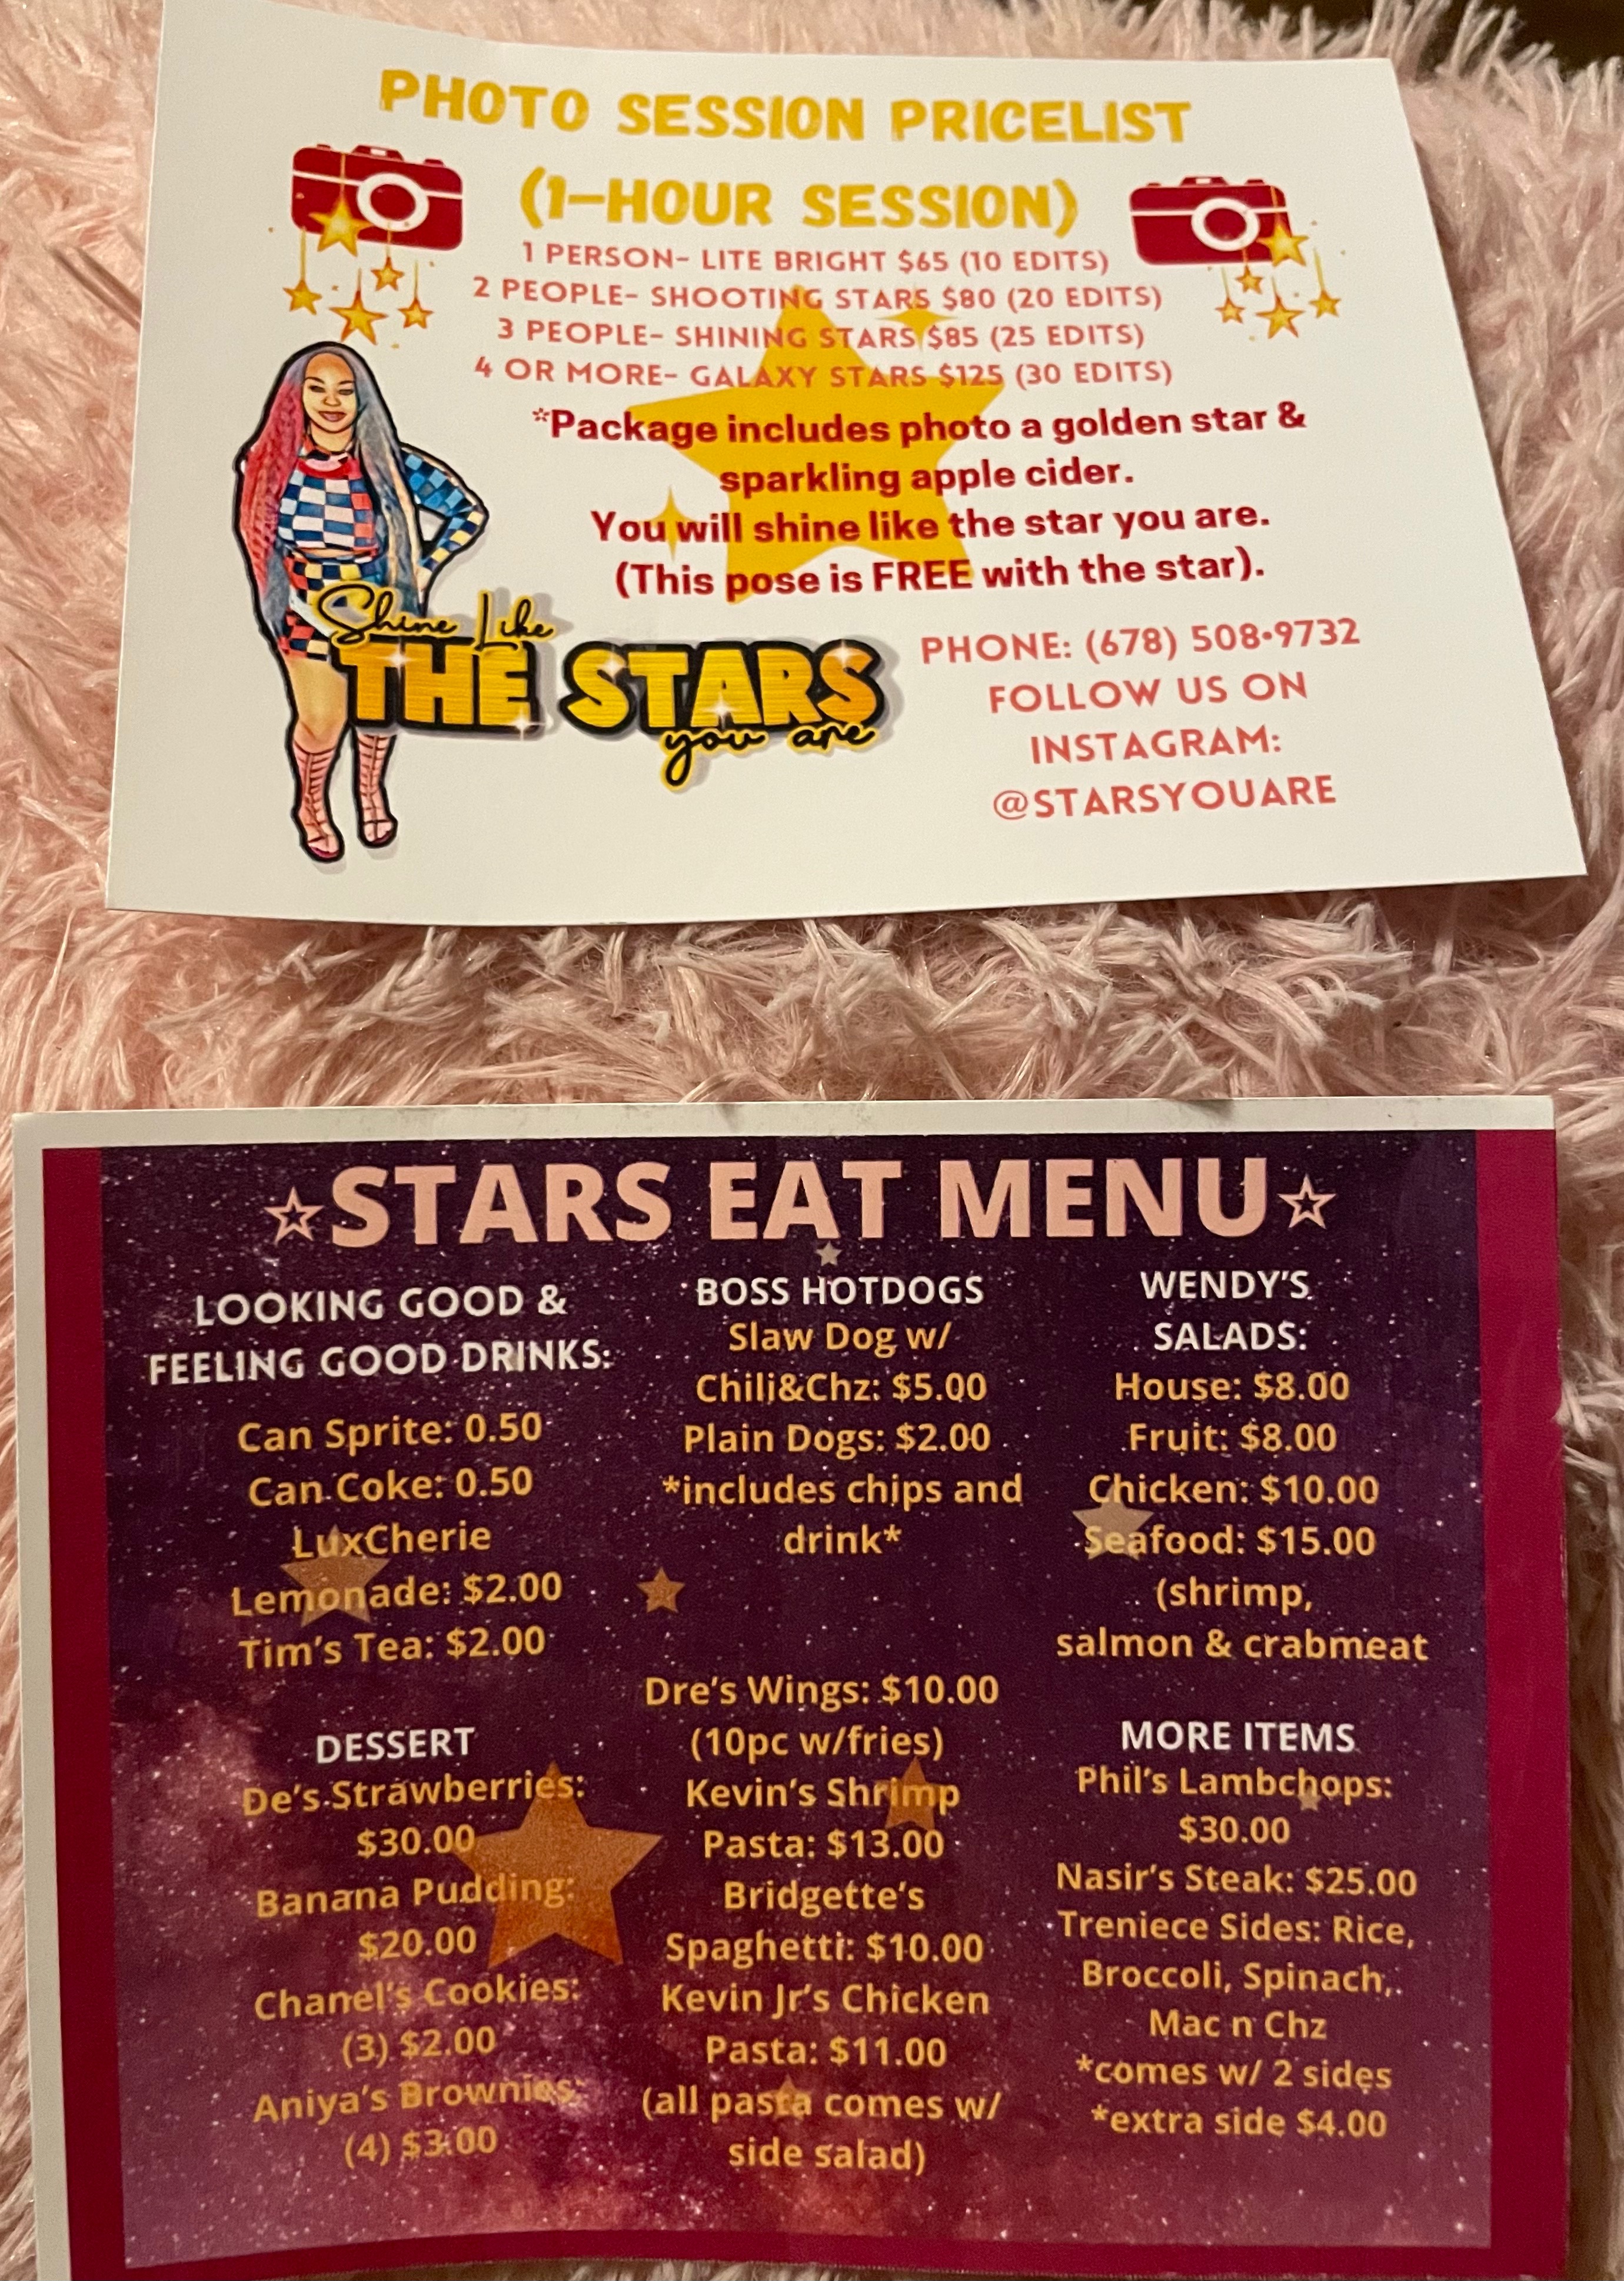 PHOTO SESSION PRICELIST
(1-HOUR SESSION)
1 PERSON- LITE BRIGHT $65 (10 EDITS)
2 PEOPLE- SHOOTING STARS $80 (20 EDITS)
3 PEOPLE- SHINING STARS $85 (25 EDITS)
4 OR MORE- GALAXY STARS $125 (30 EDITS)
*Package includes photo a golden star &
sparkling apple cider.
You will shine like the star you are.
(This pose is FREE with the star).
Shine Like
THE STARS
you are
PHONE: (678) 508•9732
FOLLOW US ON
INSTAGRAM:
@STARSYOUARE
☆STARS EAT MENU☆
LOOKING GOOD &
FEELING GOOD DRINKS:
Can Sprite: 0.50
Can Coke: 0.50
LuxCherie
Lemonade: $2.00
Tim's Tea: $2.00
DESSERT
De's Strawberries:
$30.00
Banana Pudding:
$20.00
Chanel's Cookies:
(3) $2.00
Aniya's Brownies:
(4) $3.00
BOSS HOTDOGS
Slaw Dog w/
Chili&Chz: $5.00
Plain Dogs: $2.00
*includes chips and
drink*
Dre's Wings: $10.00
(10pc w/fries)
Kevin's Shrimp
Pasta: $13.00
Bridgette's
Spaghetti: $10.00
Kevin Jr's Chicken
Pasta: $11.00
(all pasta comes w/
side salad)
WENDY'S
SALADS:
House: $8.00
Fruit: $8.00
Chicken: $10.00
Seafood: $15.00
(shrimp,
salmon & crabmeat
MORE ITEMS
Phil's Lambchops:
$30.00
Nasir's Steak: $25.00
Treniece Sides: Rice,
Broccoli, Spinach,
Mac n Chz
*comes w/ 2 sides
*extra side $4.00